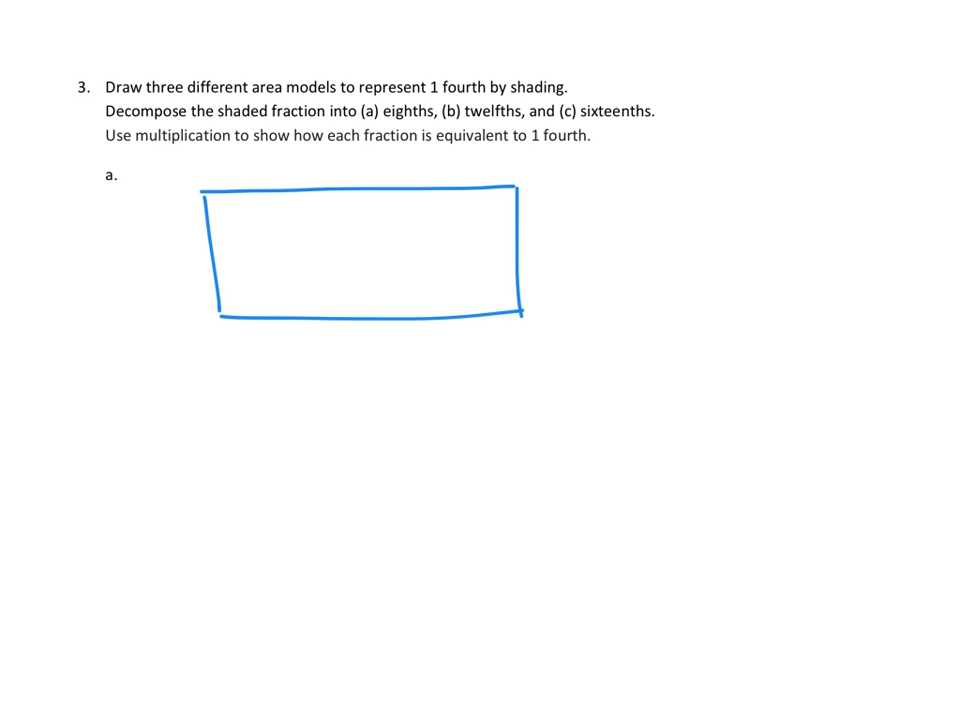 3. Draw three different area models to represent 1 fourth by shading.
Decompose the shaded fraction into (a) eighths, (b) twelfths, and (c) sixteenths.
Use multiplication to show how each fraction is equivalent to 1 fourth.
a.